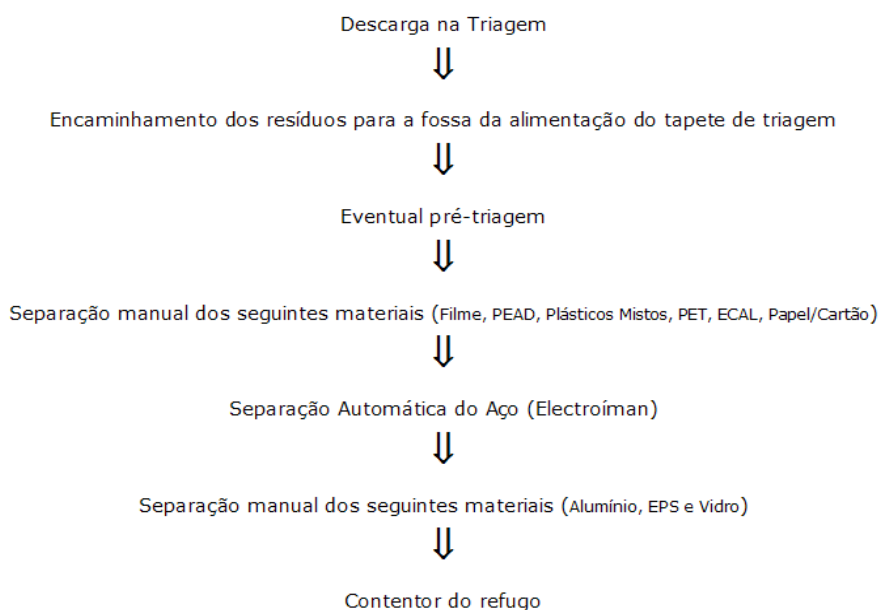 Descarga na Triagem
⇓
Encaminhamento dos resíduos para a fossa da alimentação do tapete de triagem
⇓
Eventual pré-triagem
⇓
Separação manual dos seguintes materiais (Filme, PEAD, Plásticos Mistos, PET, ECAL, Papel/Cartão)
⇓
Separação Automática do Aço (Electroíman)
⇓
Separação manual dos seguintes materiais (Alumínio, EPS e Vidro)
⇓
Contentor do refugo